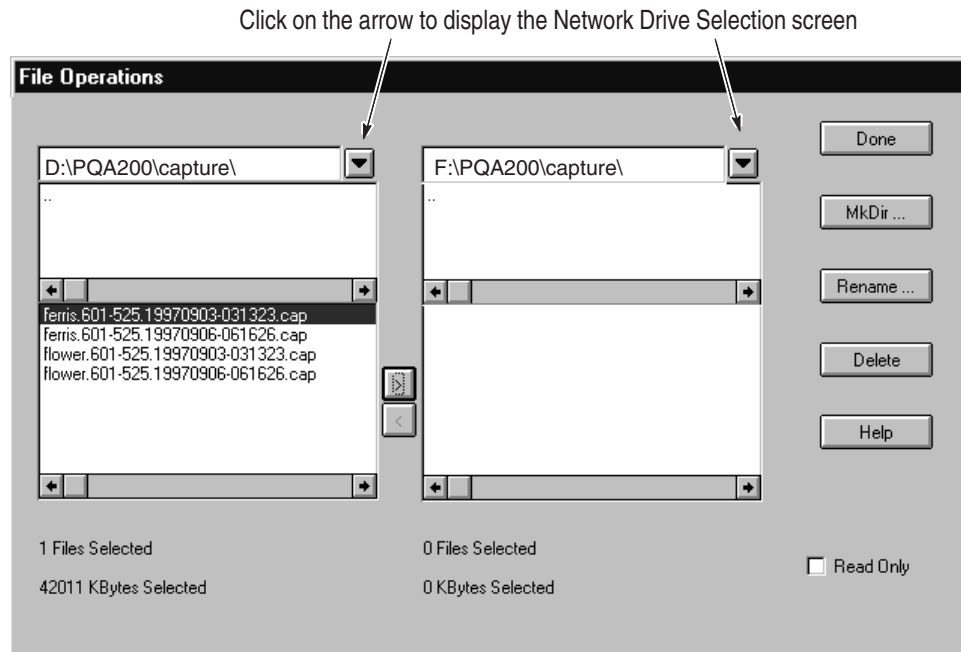 Click on the arrow to display the Network Drive Selection screen
File Operations
D:\PQA200\capture\
..
ferris.601-525.19970903-031323.cap
ferris.601-525.19970906-061626.cap
flower.601-525.19970903-031323.cap
flower.601-525.19970906-061626.cap
1 Files Selected
42011 KBytes Selected
>
<
F:\PQA200\capture\
..
0 Files Selected
0 KBytes Selected
Done
MkDir ...
Rename ...
Delete
Help
Read Only